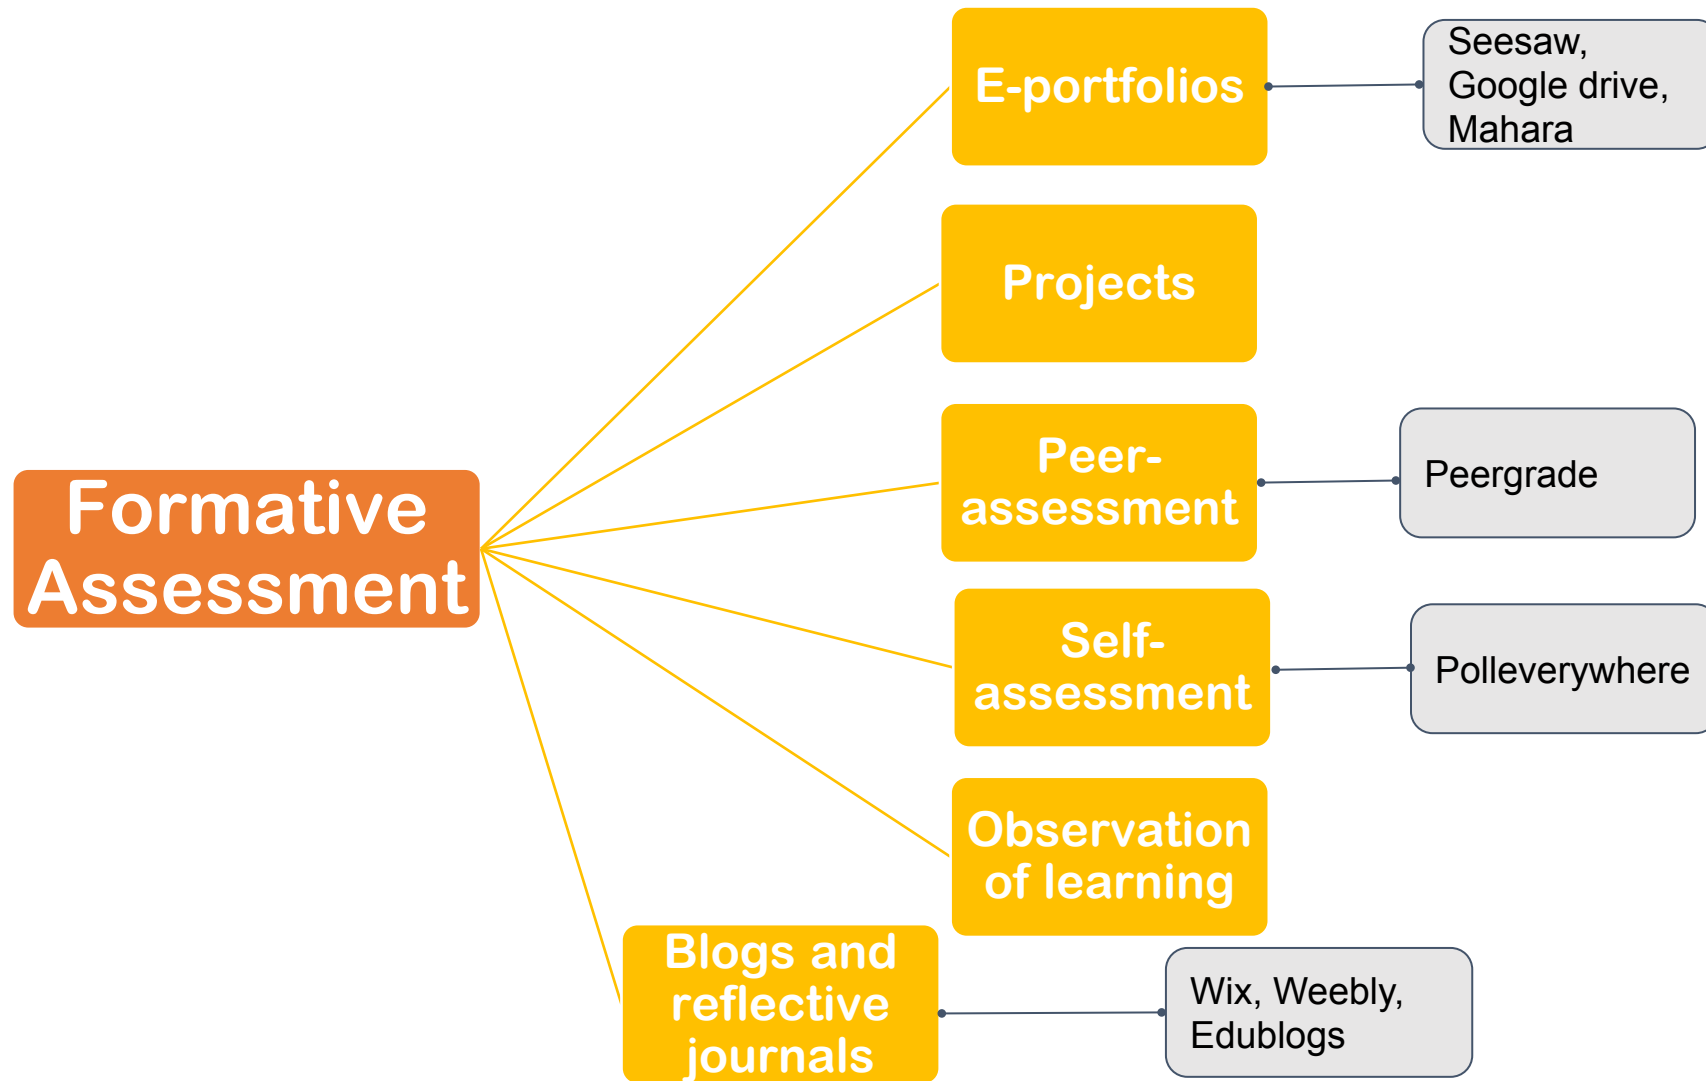 Formative
Assessment
E-portfolios
Seesaw,
Google drive,
Mahara
Projects
Peer-
assessment
Peergrade
Self-
assessment
Polleverywhere
Observation
of learning
Blogs and
reflective
journals
Wix, Weebly,
Edublogs